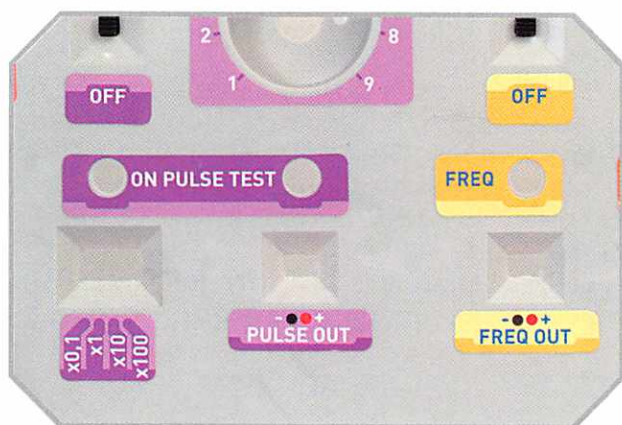 2
8
1
9
OFF
OFF
ON PULSE TEST
FREQ
x0,1
x1
x10
x100
- +
PULSE OUT
- +
FREQ OUT